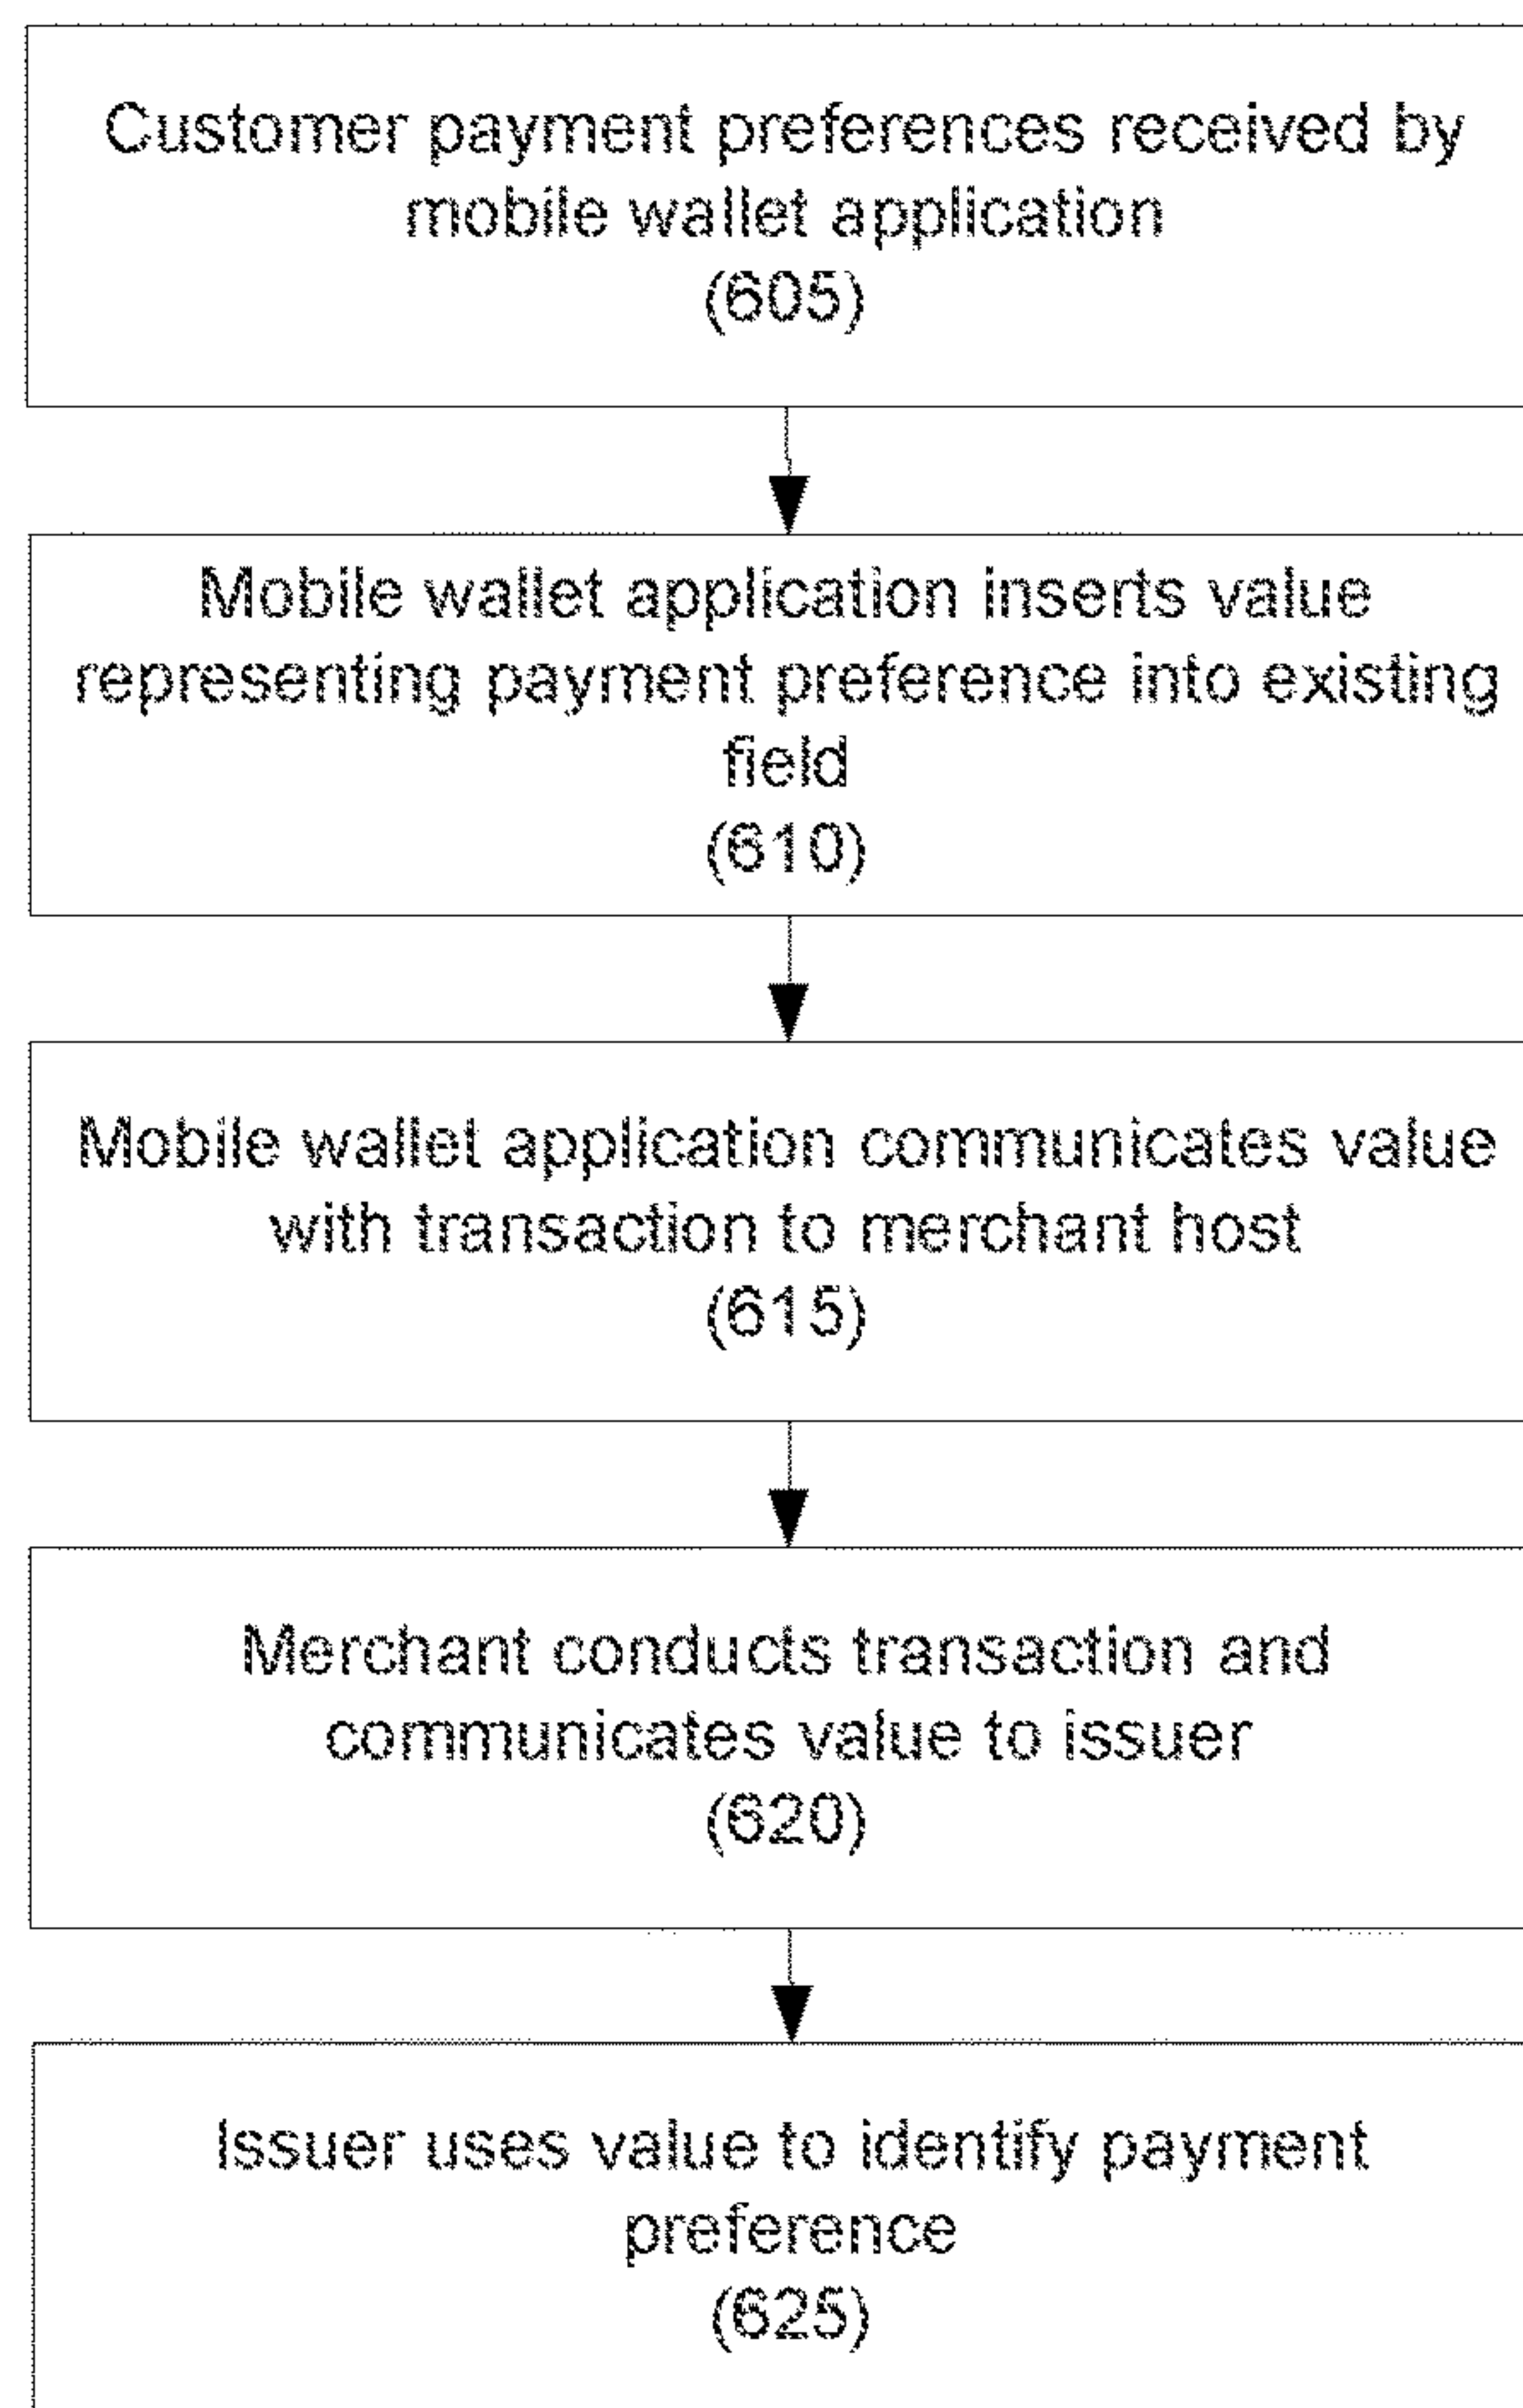 Customer payment preferences received by
mobile wallet application
(605)
Mobile wallet application inserts value
representing payment preference into existing
field
(610)
Mobile wallet application communicates value
with transaction to merchant host
(615)
Merchant conducts transaction and
communicates value to issuer
(620)
Issuer uses value to identify payment
preference
(625)